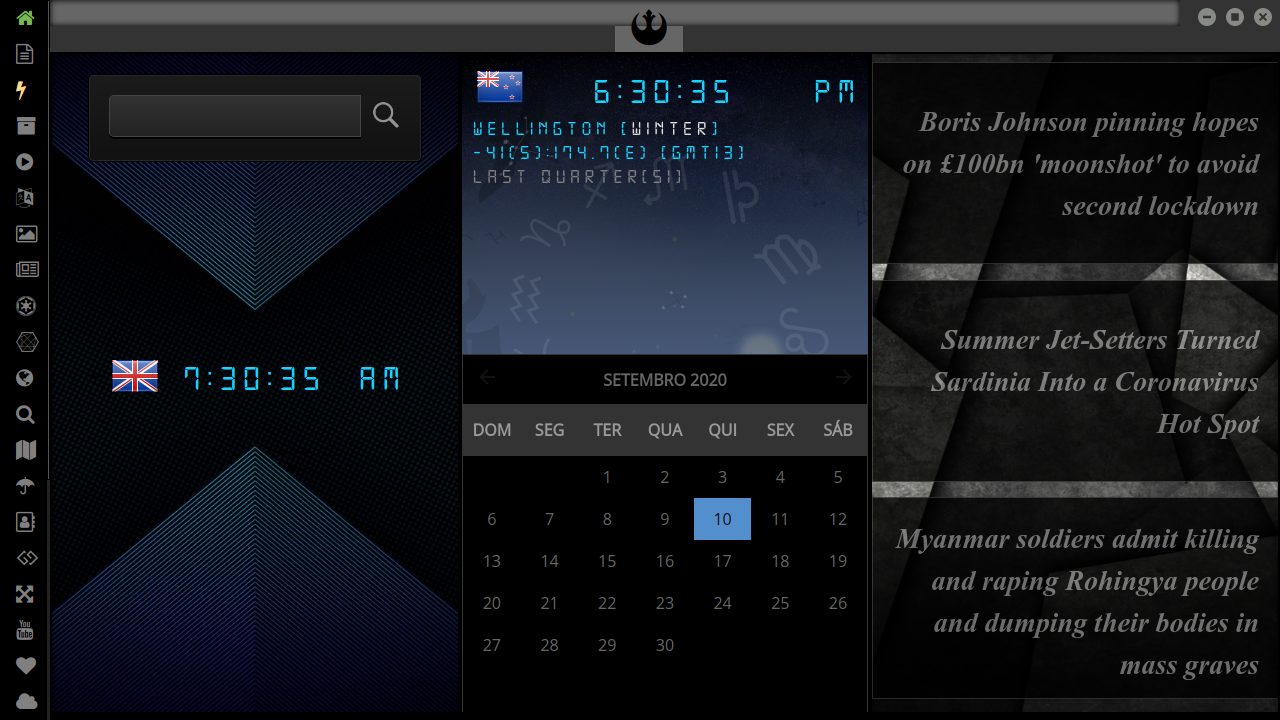 6:30:35 PM
WELLINGTON (WINTER)
-41(S):174.7(E) (GMT13)
LAST QUARTER(51)
7:30:35 AM
SETEMBRO 2020
DOM SEG TER QUA QUI SEX SÁB
1 2 3 4 5
6 7 8 9 10 11 12
13 14 15 16 17 18 19
20 21 22 23 24 25 26
27 28 29 30
Boris Johnson pinning hopes
on £100bn 'moonshot' to avoid
second lockdown
Summer Jet-Setters Turned
Sardinia Into a Coronavirus
Hot Spot
Myanmar soldiers admit killing
and raping Rohingya people
and dumping their bodies in
mass graves
You
Tube